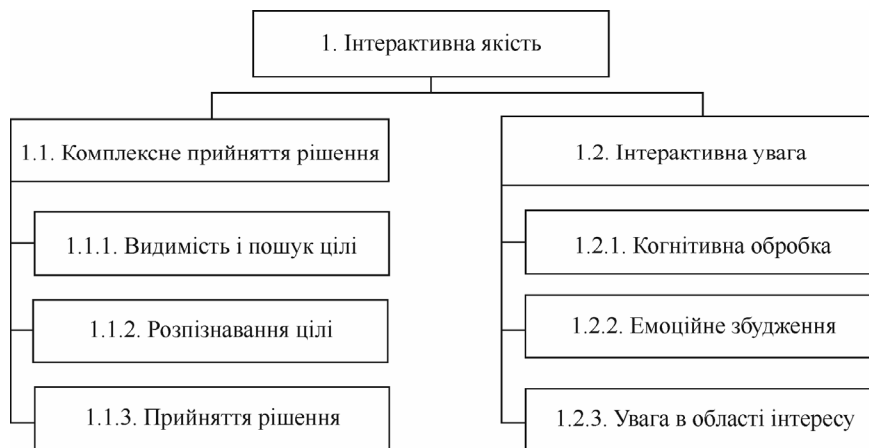 1. Інтерактивна якість
1.1. Комплексне прийняття рішення
1.2. Інтерактивна увага
1.1.1. Видимість і пошук цілі
1.2.1. Когнітивна обробка
1.1.2. Розпізнавання цілі
1.2.2. Емоційне збудження
1.1.3. Прийняття рішення
1.2.3. Увага в області інтересу